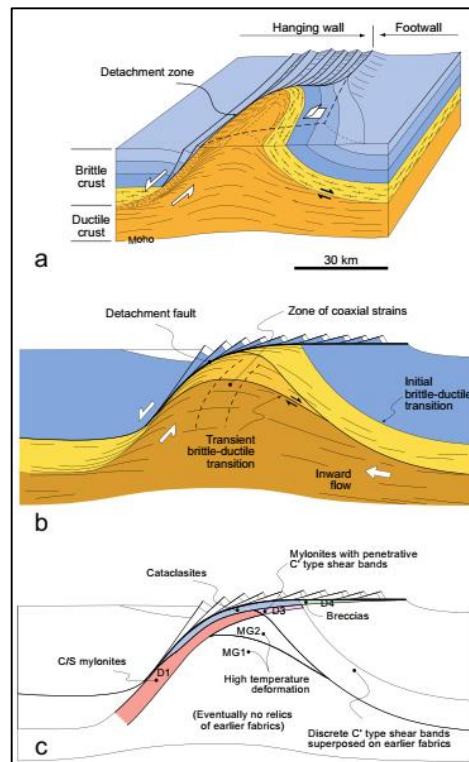 Hanging wall
Footwall
Detachment zone
Brittle
crust
Ductile
crust
Moho
a
30 km
Detachment fault
Zone of coaxial strains
Initial
brittle-ductile
transition
Transient
brittle-ductile
transition
Inward
flow
b
Mylonites with penetrative
C' type shear bands
Cataclasites
D4
D3
Breccias
MG2
C/S mylonites
D1
MG1
High temperature
deformation
(Eventually no relics
of earlier fabrics)
Discrete C' type shear bands
superposed on earlier fabrics
c